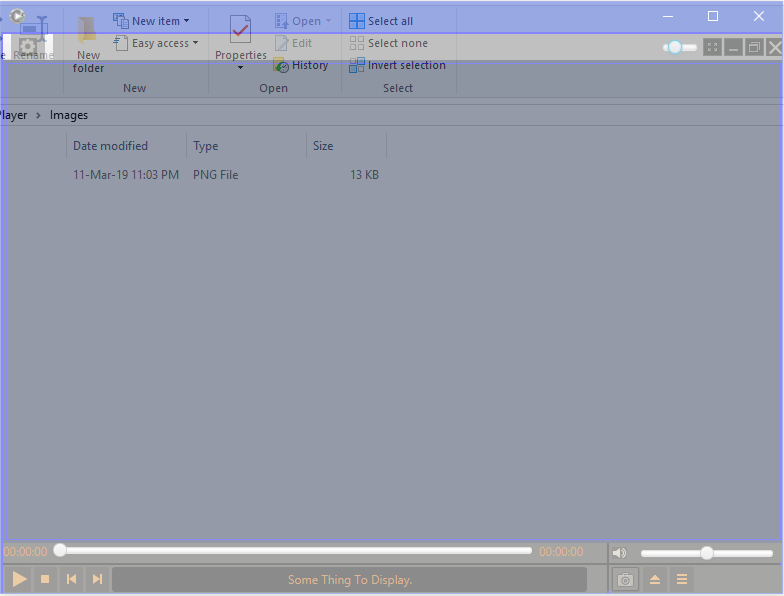 New item
Open
Select all
Rename
Easy access
Edit
Select none
New
folder
Properties
History
Invert selection
New
Open
Select
Player > Images
Date modified
Type
Size
11-Mar-19 11:03 PM
PNG File
13 KB
00:00:00
00:00:00
Some Thing To Display.